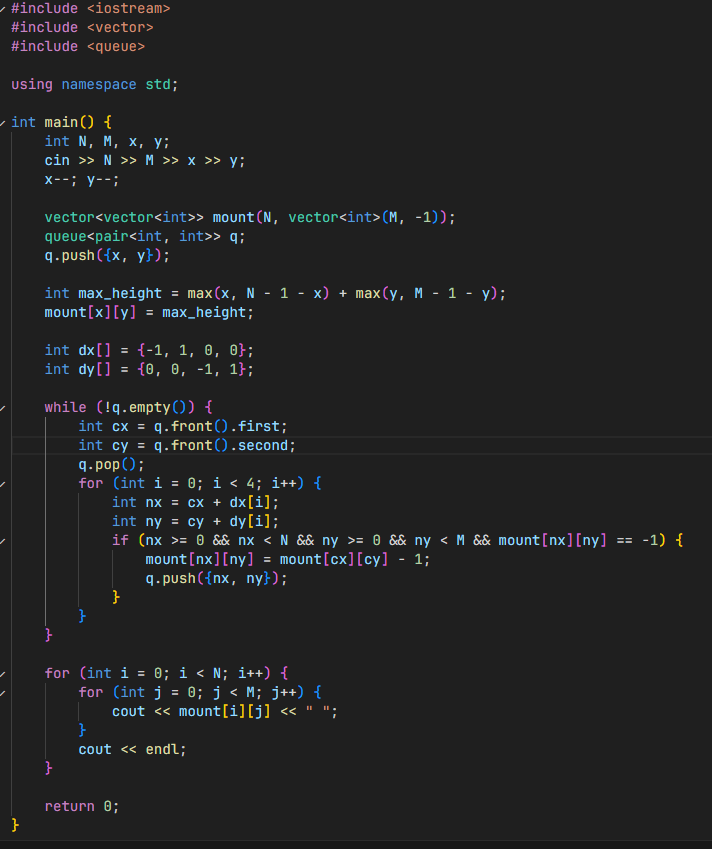 #include <iostream>
#include <vector>
#include <queue>

using namespace std;

int main() {
    int N, M, x, y;
    cin >> N >> M >> x >> y;
    x--; y--;

    vector<vector<int>> mount(N, vector<int>(M, -1));
    queue<pair<int, int>> q;
    q.push({x, y});

    int max_height = max(x, N - 1 - x) + max(y, M - 1 - y);
    mount[x][y] = max_height;

    int dx[] = {-1, 1, 0, 0};
    int dy[] = {0, 0, -1, 1};

    while (!q.empty()) {
        int cx = q.front().first;
        int cy = q.front().second;
        q.pop();
        for (int i = 0; i < 4; i++) {
            int nx = cx + dx[i];
            int ny = cy + dy[i];
            if (nx >= 0 && nx < N && ny >= 0 && ny < M && mount[nx][ny] == -1) {
                mount[nx][ny] = mount[cx][cy] - 1;
                q.push({nx, ny});
            }
        }
    }

    for (int i = 0; i < N; i++) {
        for (int j = 0; j < M; j++) {
            cout << mount[i][j] << " ";
        }
        cout << endl;
    }

    return 0;
}